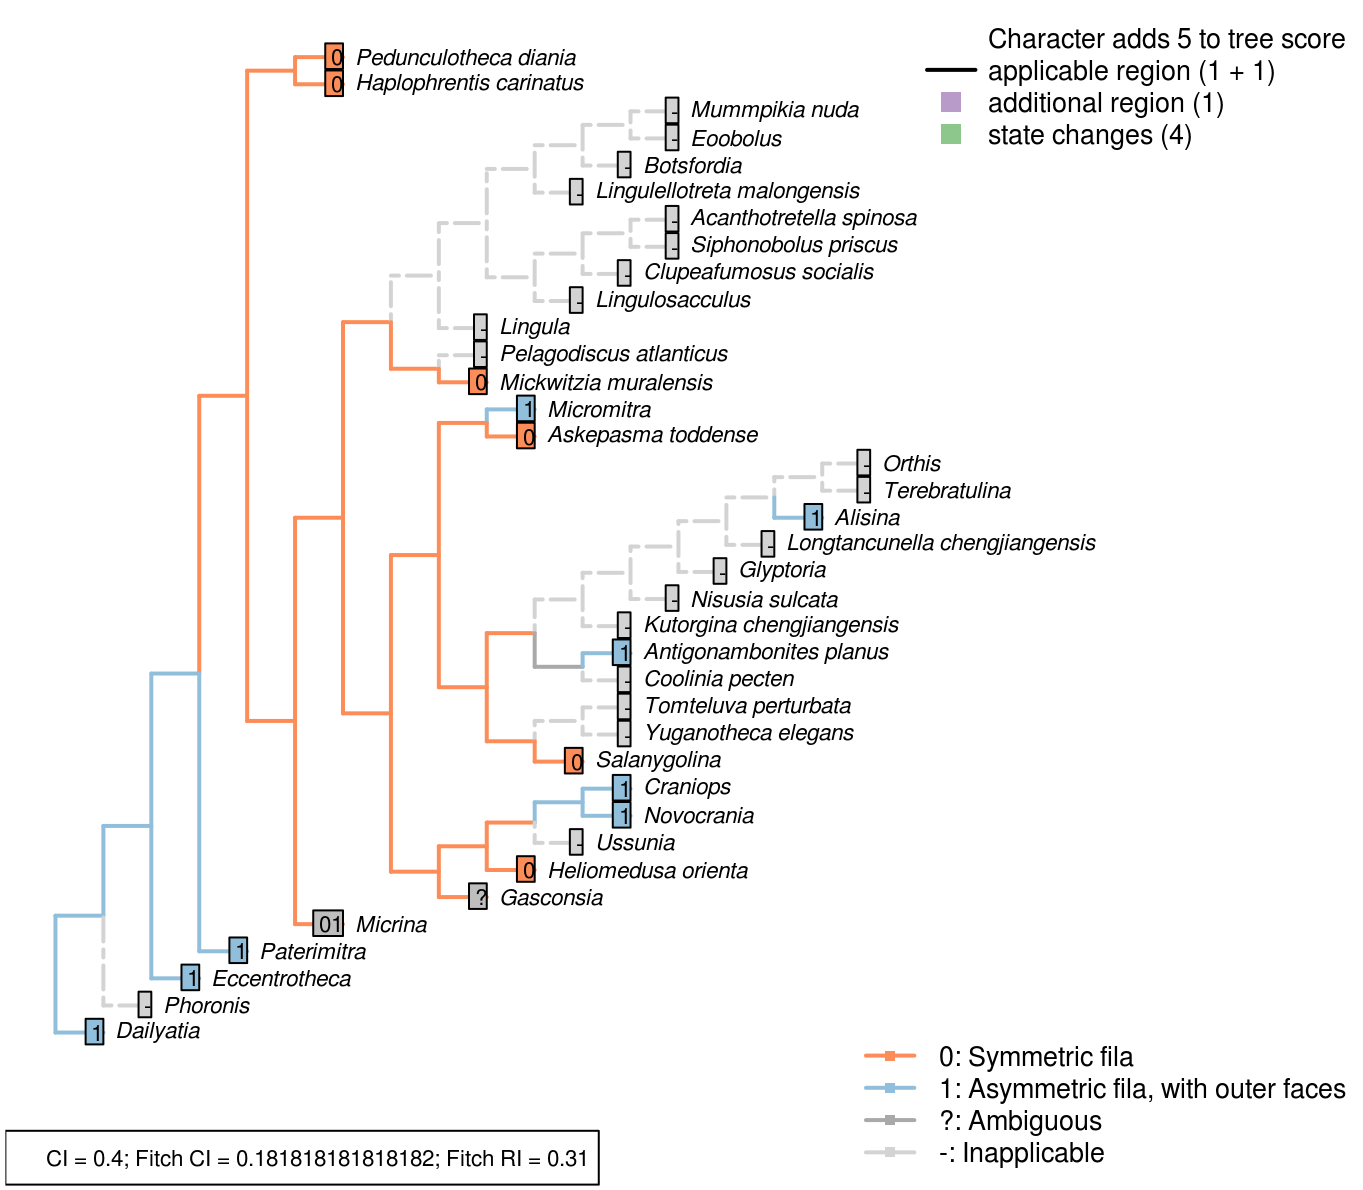 Character adds 5 to tree score
applicable region (1 + 1)
additional region (1)
state changes (4)
0 Pedunculotheca diania
0 Haplophrentis carinatus
- Mummpikia nuda
- Eoobolus
- Botsfordia
- Lingulellotreta malongensis
- Acanthotretella spinosa
- Siphonobolus priscus
- Clupeafumosus socialis
- Lingulosacculus
- Lingula
- Pelagodiscus atlanticus
0 Mickwitzia muralensis
1 Micromitra
0 Askepasma toddense
- Orthis
- Terebratulina
1 Alisina
- Longtancunella chengjiangensis
- Glyptoria
- Nisusia sulcata
- Kutorgina chengjiangensis
1 Antigonambonites planus
- Coolinia pecten
- Tomteluva perturbata
- Yuganotheca elegans
0 Salanygolina
1 Craniops
1 Novocrania
- Ussunia
0 Heliomedusa orienta
? Gasconsia
01 Micrina
1 Paterimitra
1 Eccentrotheca
- Phoronis
1 Dailyatia
0: Symmetric fila
1: Asymmetric fila, with outer faces
?: Ambiguous
-: Inapplicable
CI = 0.4; Fitch CI = 0.181818181818182; Fitch RI = 0.31